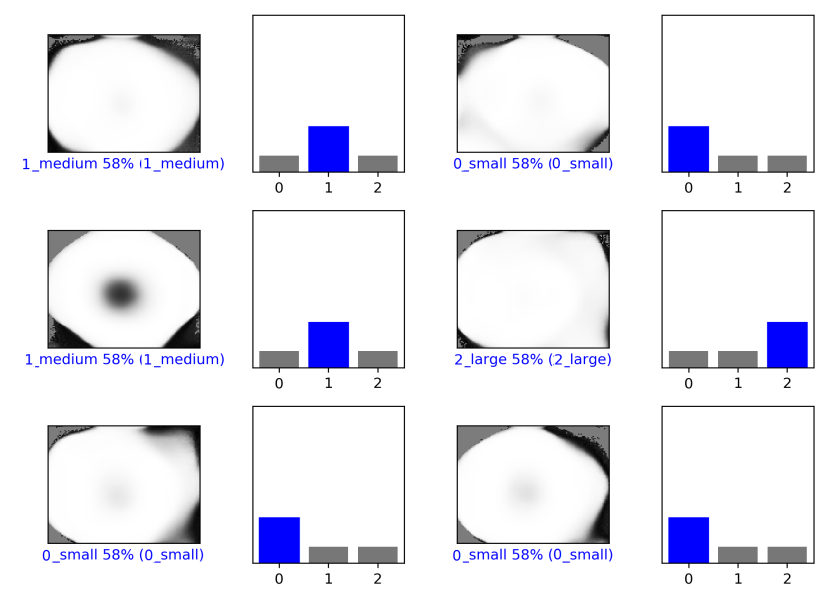 1_medium 58% (1_medium)
0 1 2
0_small 58% (0_small)
0 1 2
1_medium 58% (1_medium)
0 1 2
2_large 58% (2_large)
0 1 2
0_small 58% (0_small)
0 1 2
0_small 58% (0_small)
0 1 2